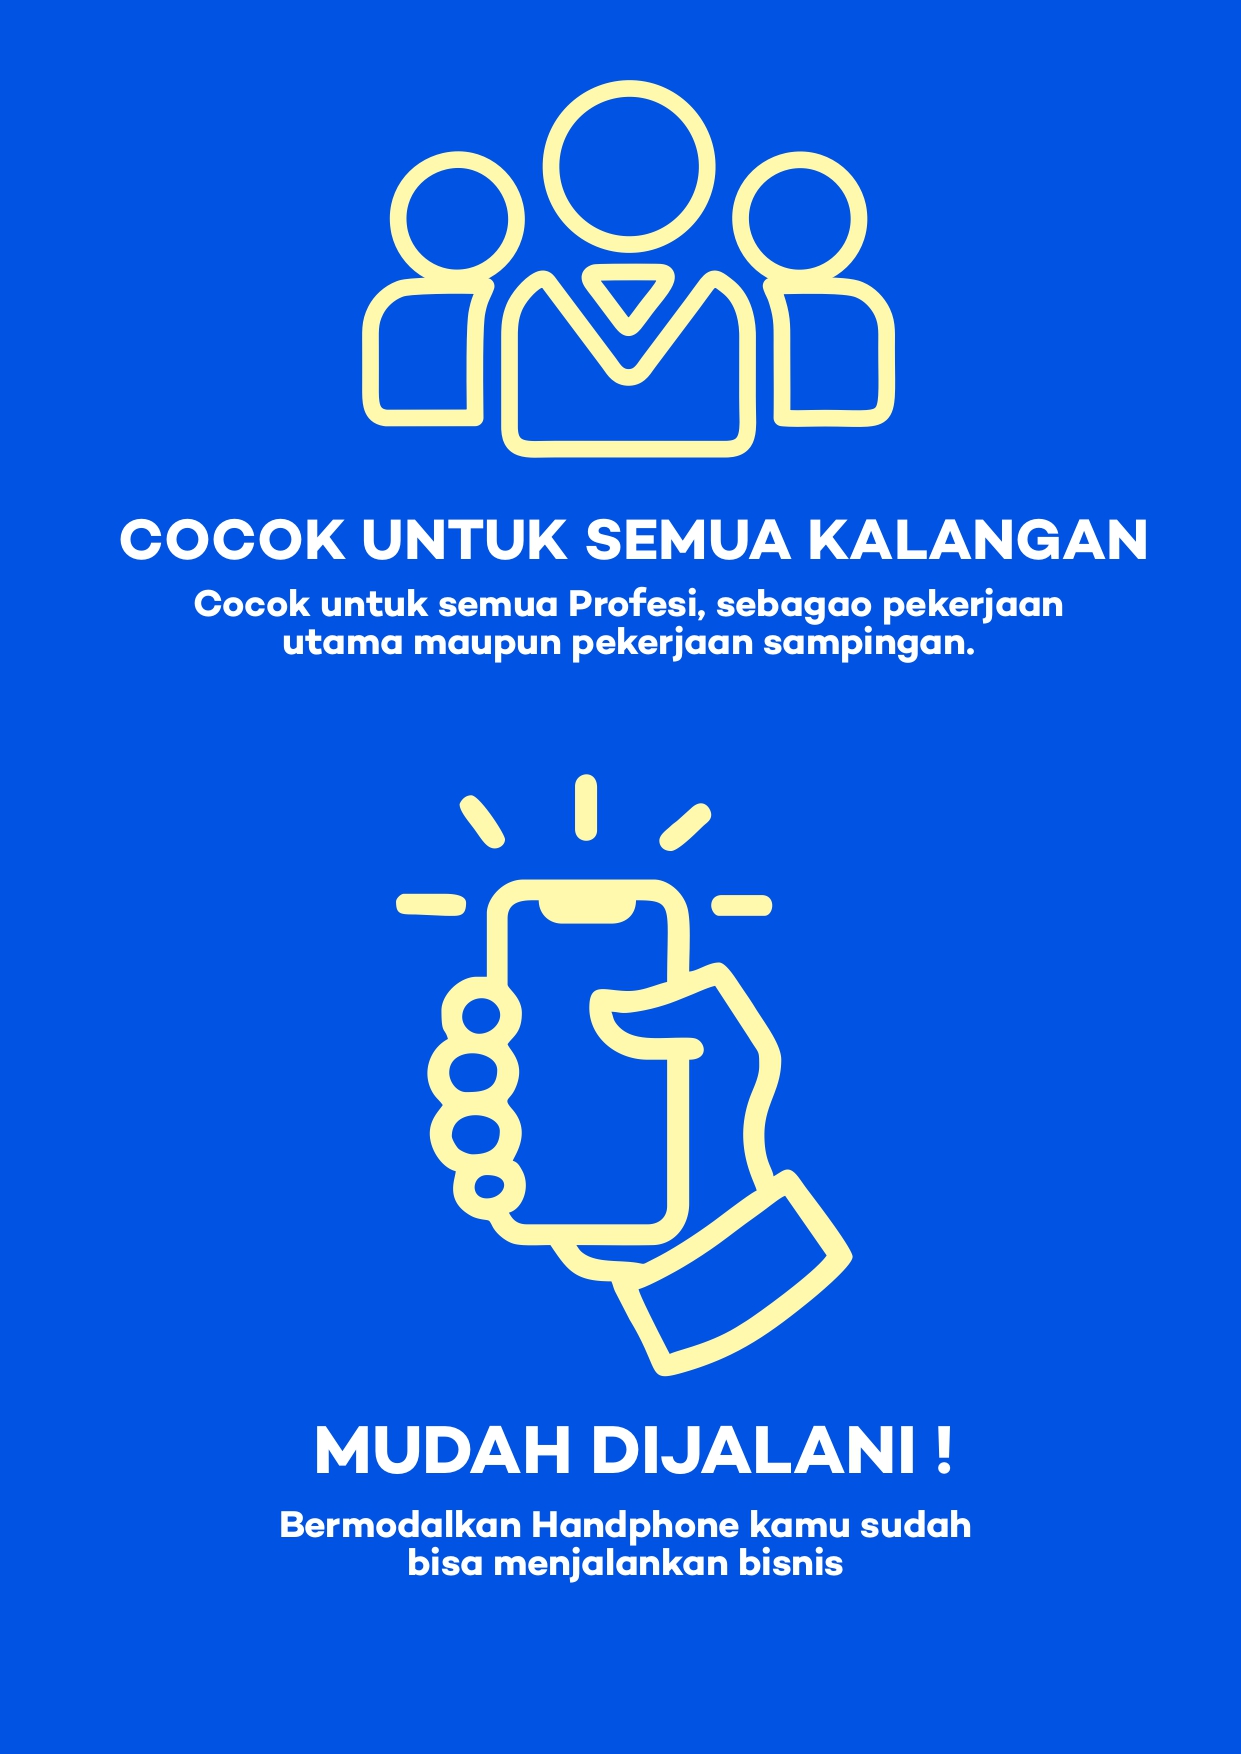 COCOK UNTUK SEMUA KALANGAN
Cocok untuk semua Profesi, sebagao pekerjaan
utama maupun pekerjaan sampingan.
MUDAH DIJALANI !
Bermodalkan Handphone kamu sudah
bisa menjalankan bisnis